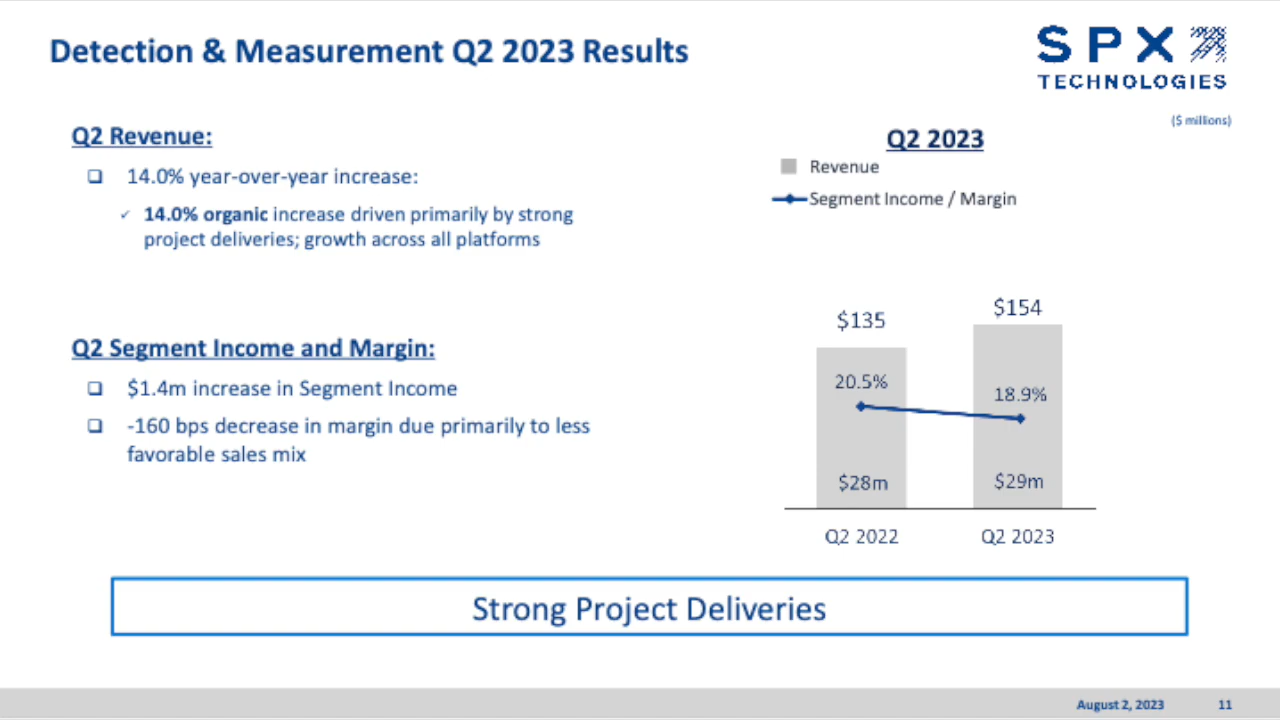 Detection & Measurement Q2 2023 Results
SPX
TECHNOLOGIES
($ millions)
Q2 Revenue:
14.0% year-over-year increase:
✓ 14.0% organic increase driven primarily by strong
project deliveries; growth across all platforms
Q2 Segment Income and Margin:
$1.4m increase in Segment Income
-160 bps decrease in margin due primarily to less
favorable sales mix
Q2 2023
Revenue
Segment Income / Margin
$135
$154
20.5%
18.9%
$28m
$29m
Q2 2022
Q2 2023
Strong Project Deliveries
August 2, 2023
11